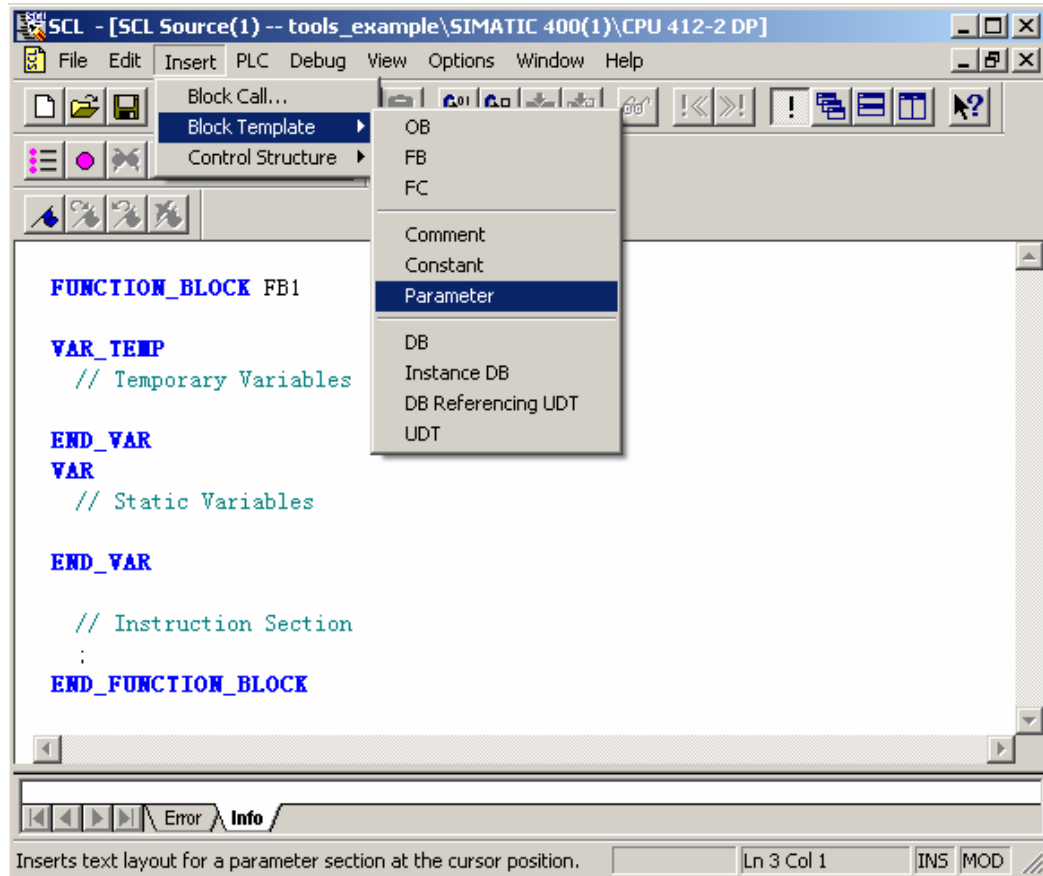 SCL - [SCL Source(1) -- tools_example\SIMATIC 400(1)\CPU 412-2 DP]
File Edit Insert PLC Debug View Options Window Help
Block Call...
Block Template
Control Structure
OB
FB
FC
Comment
Constant
Parameter
DB
Instance DB
DB Referencing UDT
UDT
FUNCTION_BLOCK FB1
VAR_TEMP
// Temporary Variables
END_VAR
VAR
// Static Variables
END_VAR
// Instruction Section
;
END_FUNCTION_BLOCK
Error Info
Inserts text layout for a parameter section at the cursor position. Ln 3 Col 1 INS MOD